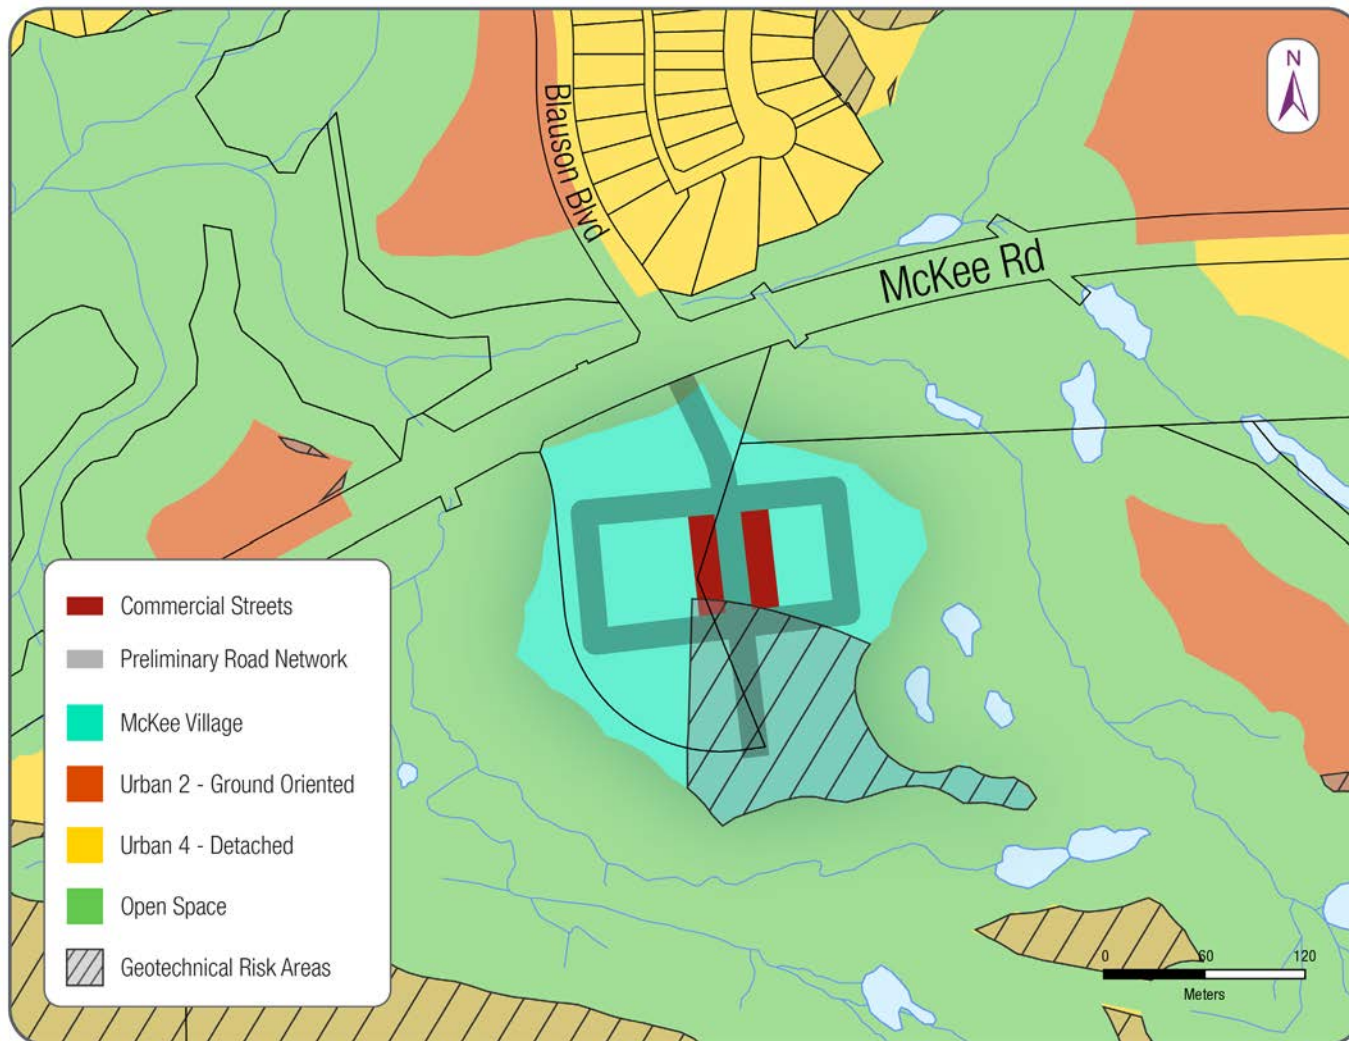 N
Blauson Blvd
McKee Rd
Commercial Streets
Preliminary Road Network
McKee Village
Urban 2 - Ground Oriented
Urban 4 - Detached
Open Space
Geotechnical Risk Areas
0 60 120
Meters